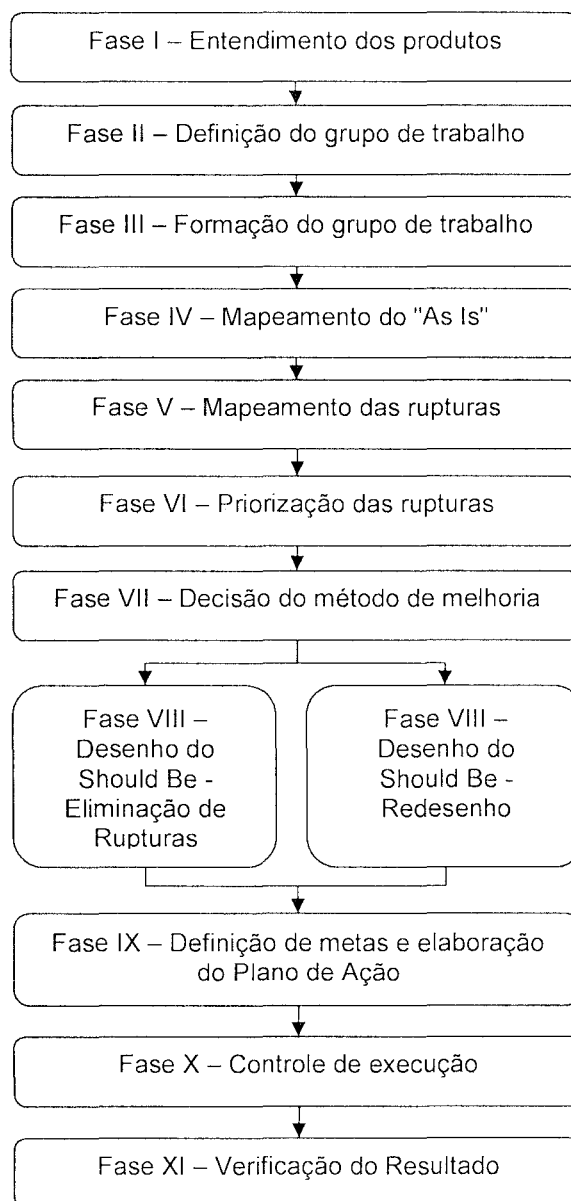 Fase I – Entendimento dos produtos
Fase II – Definição do grupo de trabalho
Fase III – Formação do grupo de trabalho
Fase IV – Mapeamento do "As Is"
Fase V – Mapeamento das rupturas
Fase VI – Priorização das rupturas
Fase VII – Decisão do método de melhoria
Fase VIII –
Desenho do
Should Be -
Eliminação de
Rupturas
Fase VIII –
Desenho do
Should Be -
Redesenho
Fase IX – Definição de metas e elaboração
do Plano de Ação
Fase X – Controle de execução
Fase XI – Verificação do Resultado